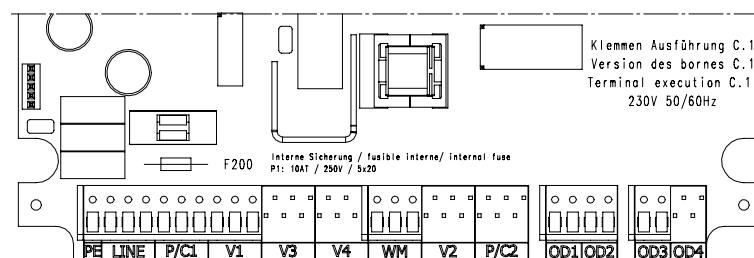 Klemmen Ausführung C.1
Version des bornes C.1
Terminal execution C.1
230V 50/60Hz
F200
Interne Sicherung / fusible interne/ internal fuse
P1: 10AT / 250V / 5x20
PE LINE P/C1 V1 V3 V4 WM V2 P/C2 OD1 OD2 OD3 OD4